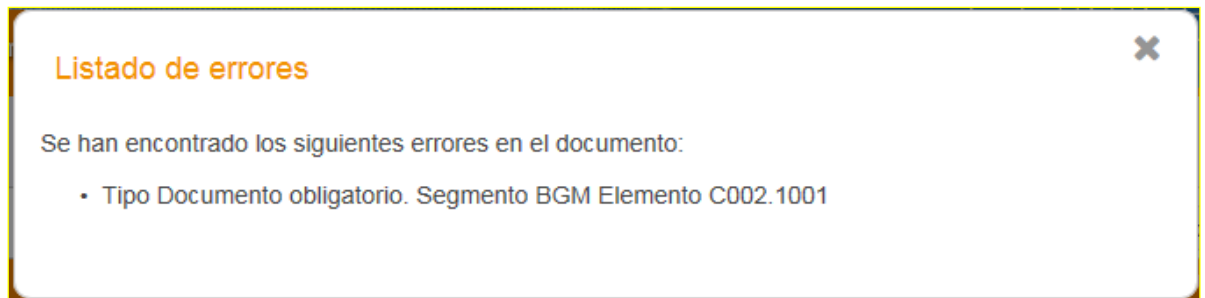 Listado de errores
Se han encontrado los siguientes errores en el documento:
• Tipo Documento obligatorio. Segmento BGM Elemento C002.1001